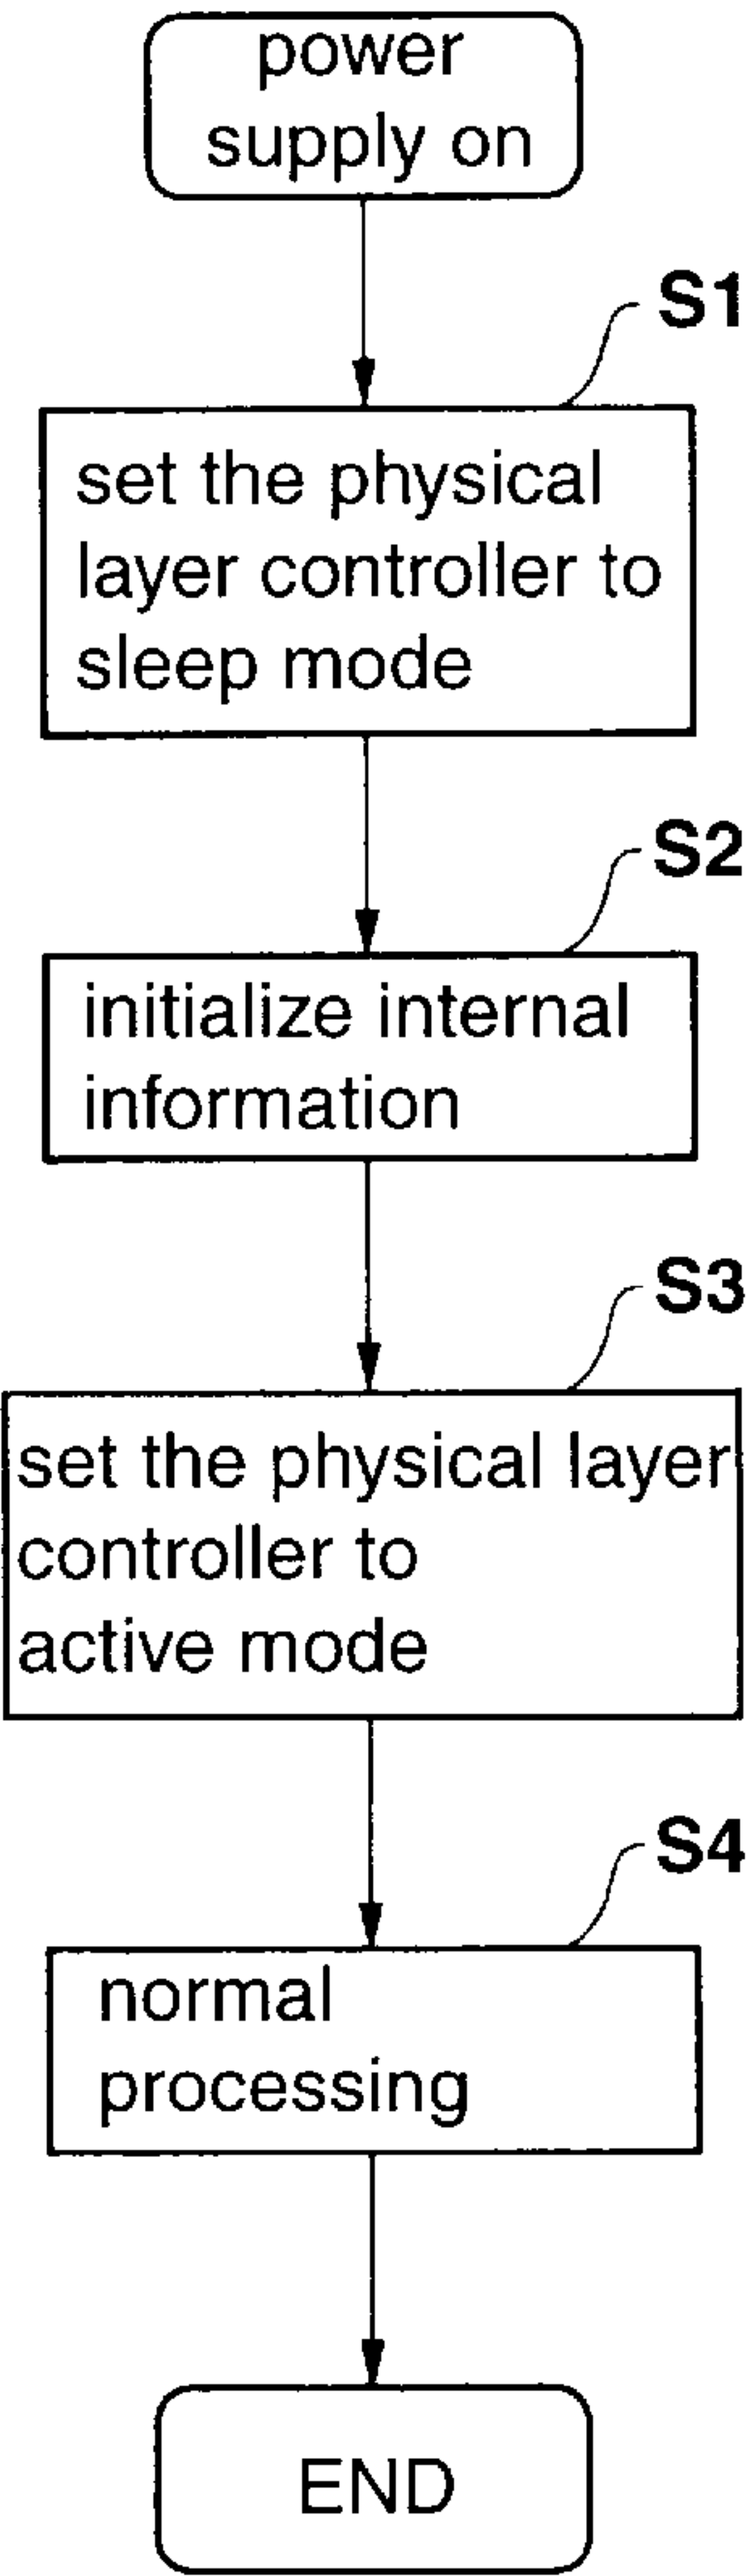 power
supply on
S1
set the physical
layer controller to
sleep mode
S2
initialize internal
information
S3
set the physical layer
controller to
active mode
S4
normal
processing
END